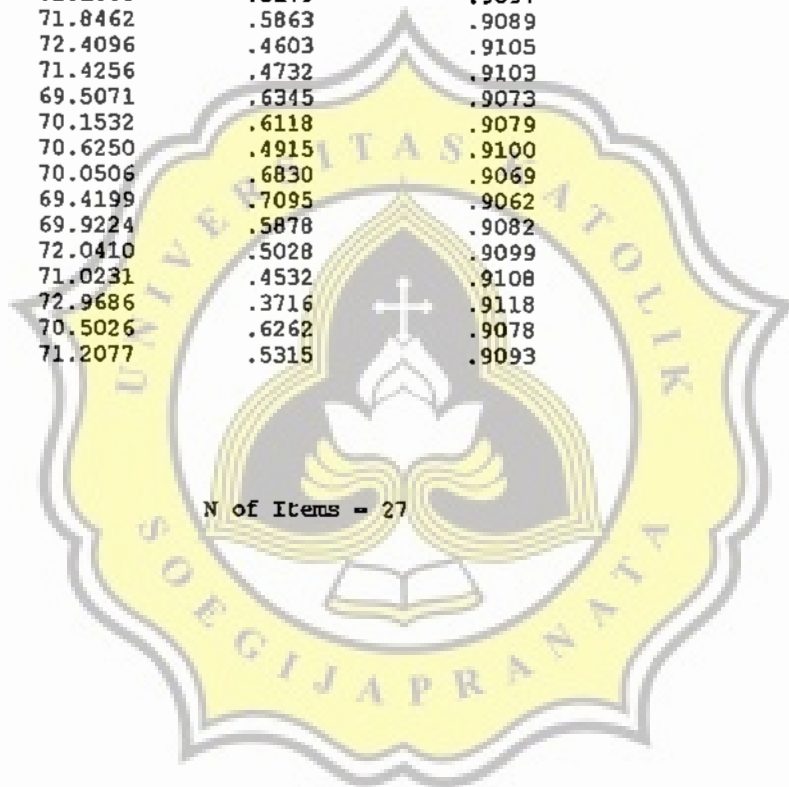 71.8462 .5863 .9089
72.4096 .4603 .9105
71.4256 .4732 .9103
69.5071 .6345 .9073
70.1532 .6118 .9079
70.6250 .4915 .9100
70.0506 .6830 .9069
69.4199 .7095 .9062
69.9224 .5878 .9082
72.0410 .5028 .9099
71.0231 .4532 .9108
72.9686 .3716 .9118
70.5026 .6262 .9078
71.2077 .5315 .9093
N of Items = 27
UNIVERSITAS KATOLIK
SOEGIJAPRANATA